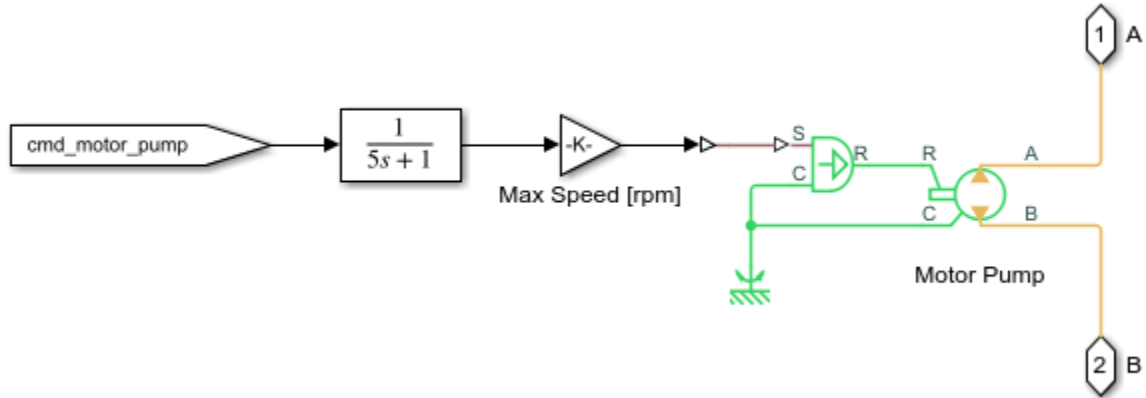 1 A
cmd_motor_pump
1
5s + 1
-K-
Max Speed [rpm]
S
C
R
R
C
A
B
Motor Pump
2 B